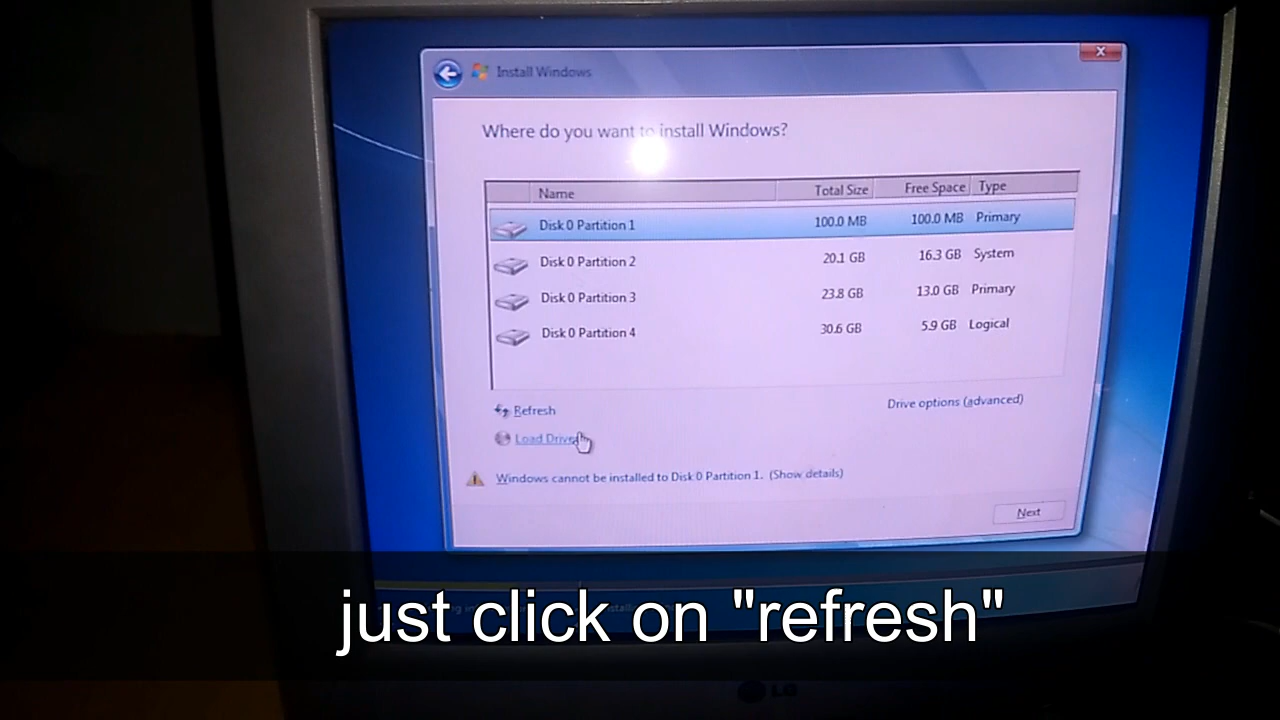 Install Windows
Where do you want to install Windows?
Name Total Size Free Space Type
Disk 0 Partition 1 100.0 MB 100.0 MB Primary
Disk 0 Partition 2 20.1 GB 16.3 GB System
Disk 0 Partition 3 23.8 GB 13.0 GB Primary
Disk 0 Partition 4 30.6 GB 5.9 GB Logical
Refresh
Drive options (advanced)
Load Drive
Windows cannot be installed to Disk 0 Partition 1. (Show details)
Next
just click on "refresh"
LG